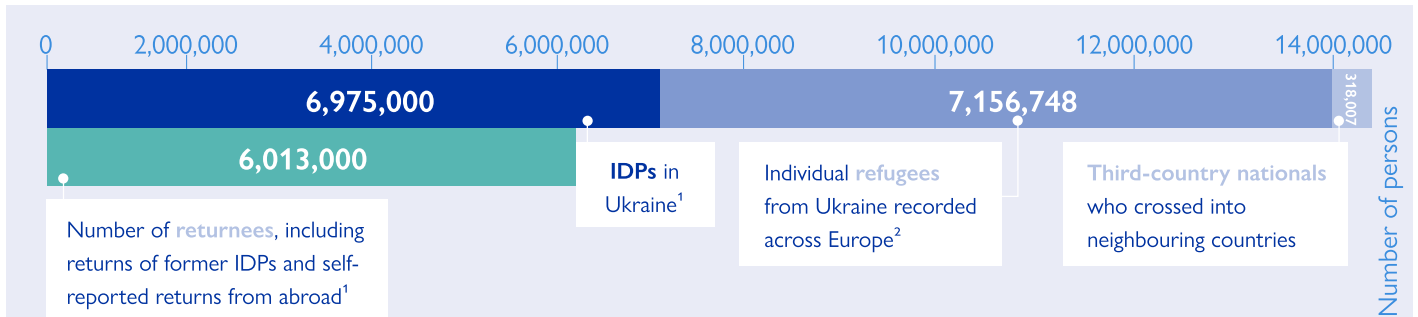 0 2,000,000 4,000,000 6,000,000 8,000,000 10,000,000 12,000,000 14,000,000
6,975,000
7,156,748
318,007
6,013,000
IDPs in
Ukraine¹
Individual refugees
from Ukraine recorded
across Europe²
Third-country nationals
who crossed into
neighbouring countries
Number of returnees, including
returns of former IDPs and self-
reported returns from abroad¹
Number of persons